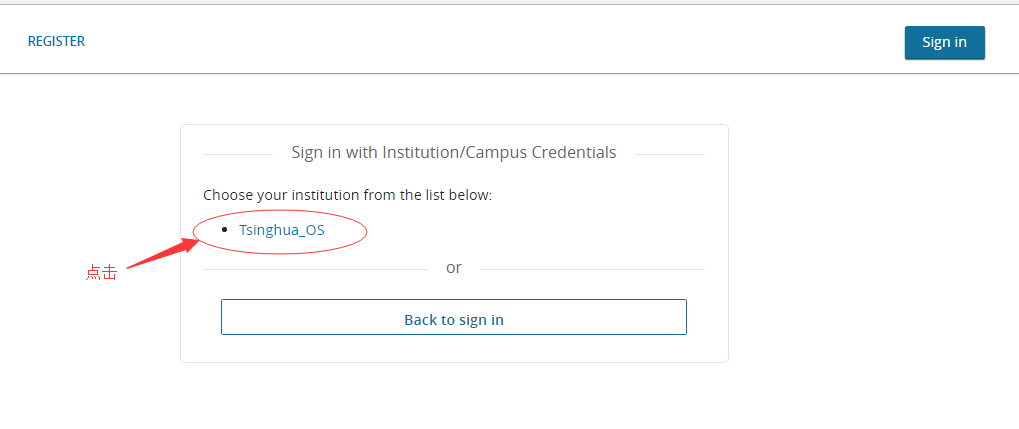 REGISTER
Sign in
Sign in with Institution/Campus Credentials
Choose your institution from the list below:
Tsinghua_OS
点击
or
Back to sign in